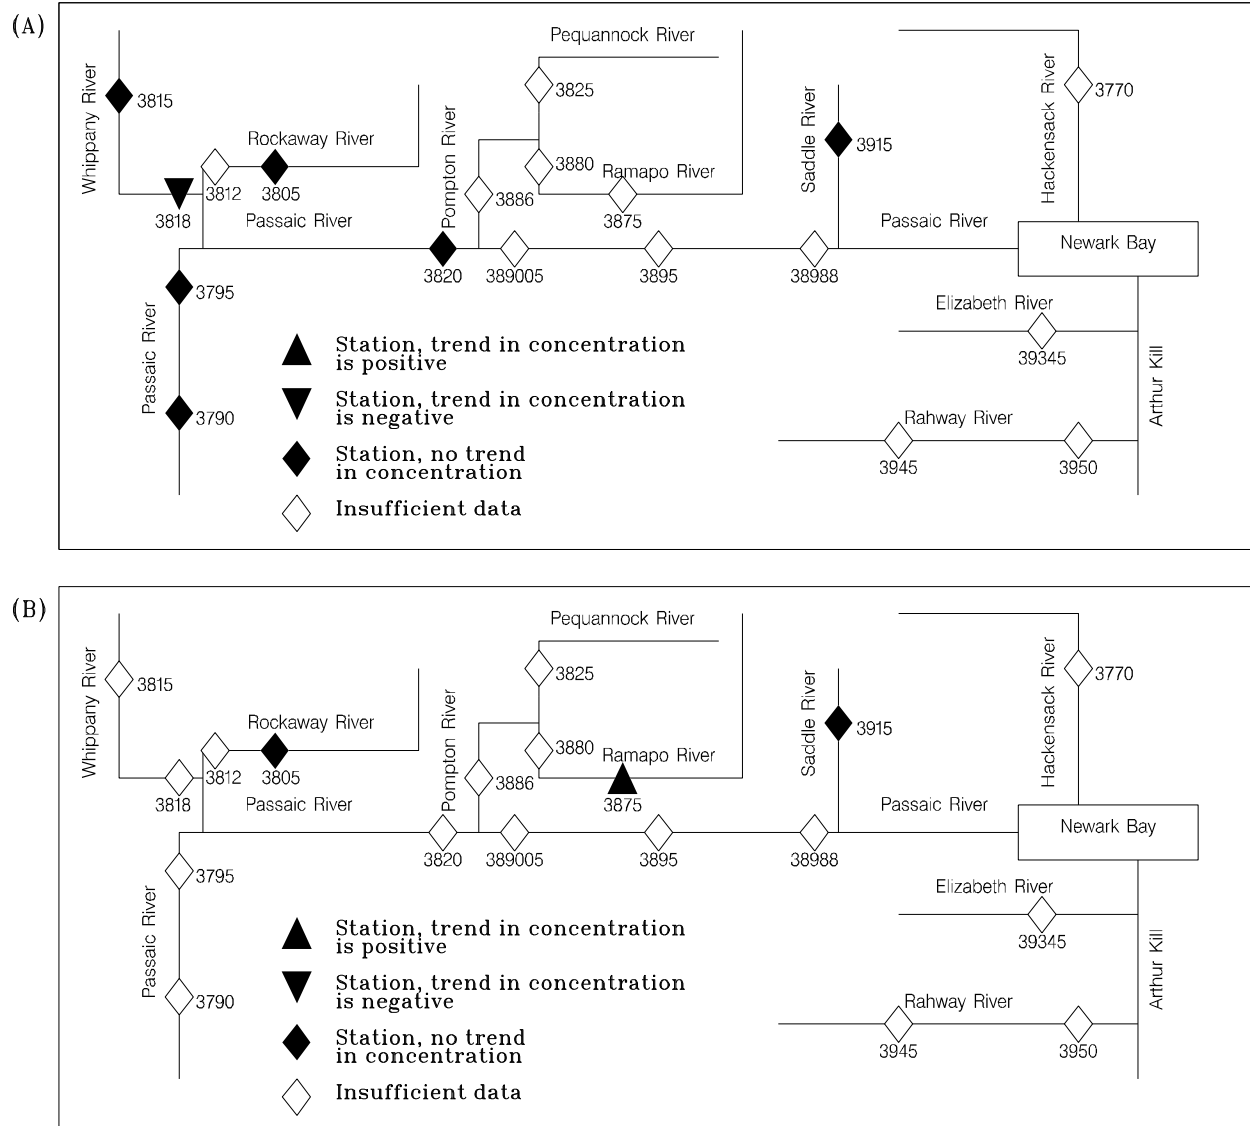 (A)
Pequannock River
3825
3770
Whippany River
3815
Rockaway River
Pompton River
Saddle River
3915
Hackensack River
3812
3805
3880
Ramapo River
3886
3875
3818
Passaic River
Passaic River
Newark Bay
3820
389005
3895
38988
3795
Elizabeth River
39345
Passaic River
Arthur Kill
Station, trend in concentration
is positive
Station, trend in concentration
is negative
3790
Rahway River
3945
3950
Station, no trend
in concentration
Insufficient data
(B)
Pequannock River
3825
3770
Whippany River
3815
Rockaway River
Pompton River
Saddle River
3915
Hackensack River
3812
3805
3880
Ramapo River
3886
3875
3818
Passaic River
Passaic River
Newark Bay
3820
389005
3895
38988
3795
Elizabeth River
39345
Passaic River
Arthur Kill
Station, trend in concentration
is positive
Station, trend in concentration
is negative
3790
Rahway River
3945
3950
Station, no trend
in concentration
Insufficient data